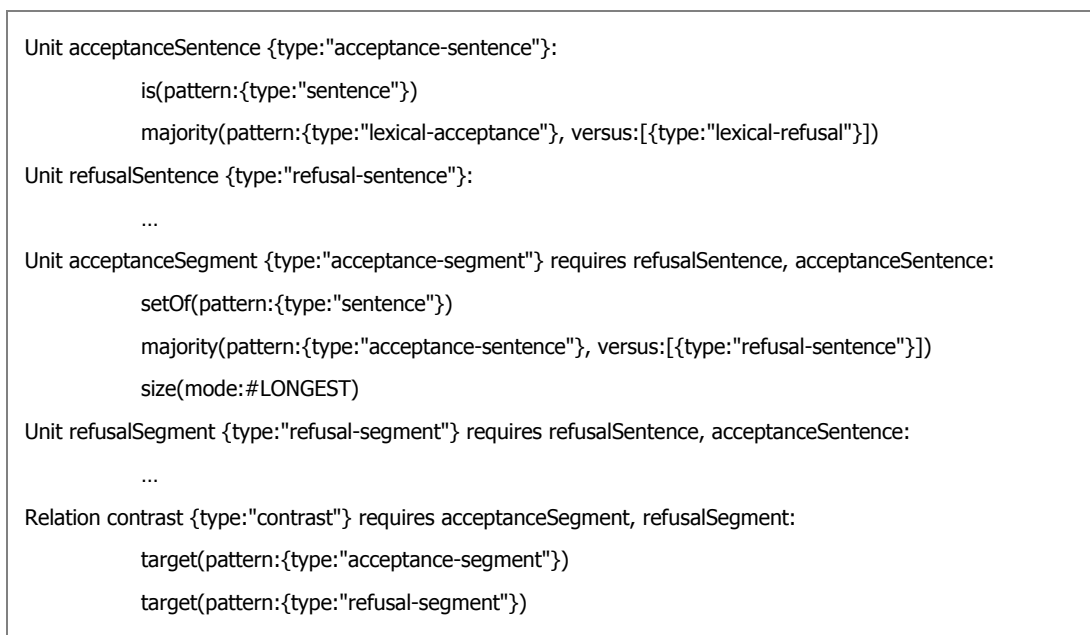 Unit acceptanceSentence {type:"acceptance-sentence"}:
is(pattern:{type:"sentence"})
majority(pattern:{type:"lexical-acceptance"}, versus:[{type:"lexical-refusal"}])
Unit refusalSentence {type:"refusal-sentence"}:
…
Unit acceptanceSegment {type:"acceptance-segment"} requires refusalSentence, acceptanceSentence:
setOf(pattern:{type:"sentence"})
majority(pattern:{type:"acceptance-sentence"}, versus:[{type:"refusal-sentence"}])
size(mode:#LONGEST)
Unit refusalSegment {type:"refusal-segment"} requires refusalSentence, acceptanceSentence:
…
Relation contrast {type:"contrast"} requires acceptanceSegment, refusalSegment:
target(pattern:{type:"acceptance-segment"})
target(pattern:{type:"refusal-segment"})